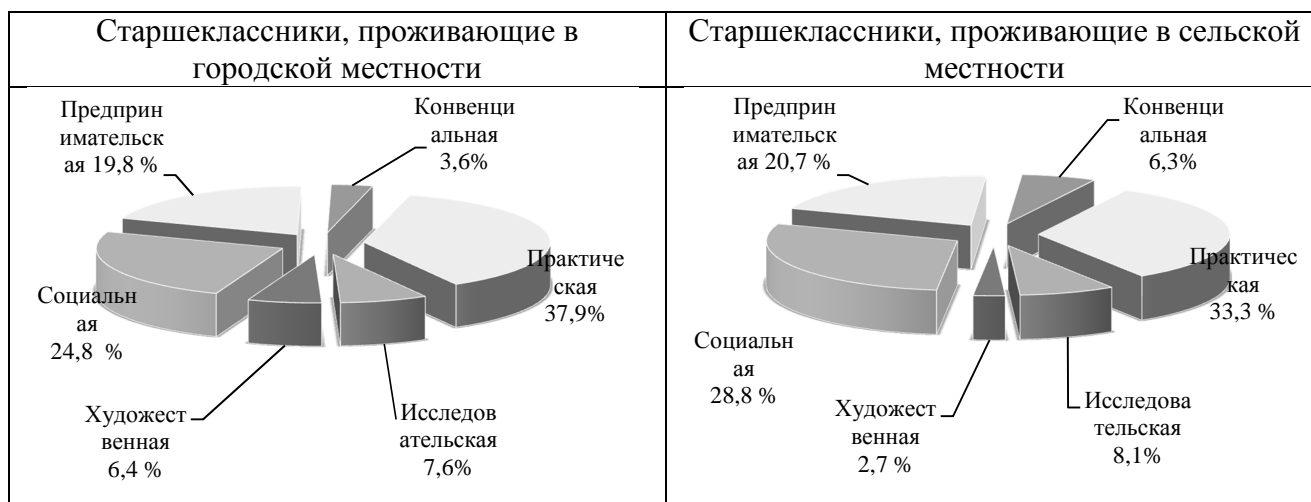 Старшеклассники, проживающие в
городской местности
Старшеклассники, проживающие в сельской
местности
Предприн
имательск
ая 19,8 %
Конвенци
альная
3,6%
Практиче
ская
37,9%
Социальн
ая
24,8 %
Художест
венная
6,4 %
Исследов
ательская
7,6%
Предприн
имательск
ая 20,7 %
Конвенци
альная
6,3%
Практичес
кая
33,3 %
Социальн
ая
28,8 %
Художест
венная
2,7 %
Исследова
тельская
8,1%